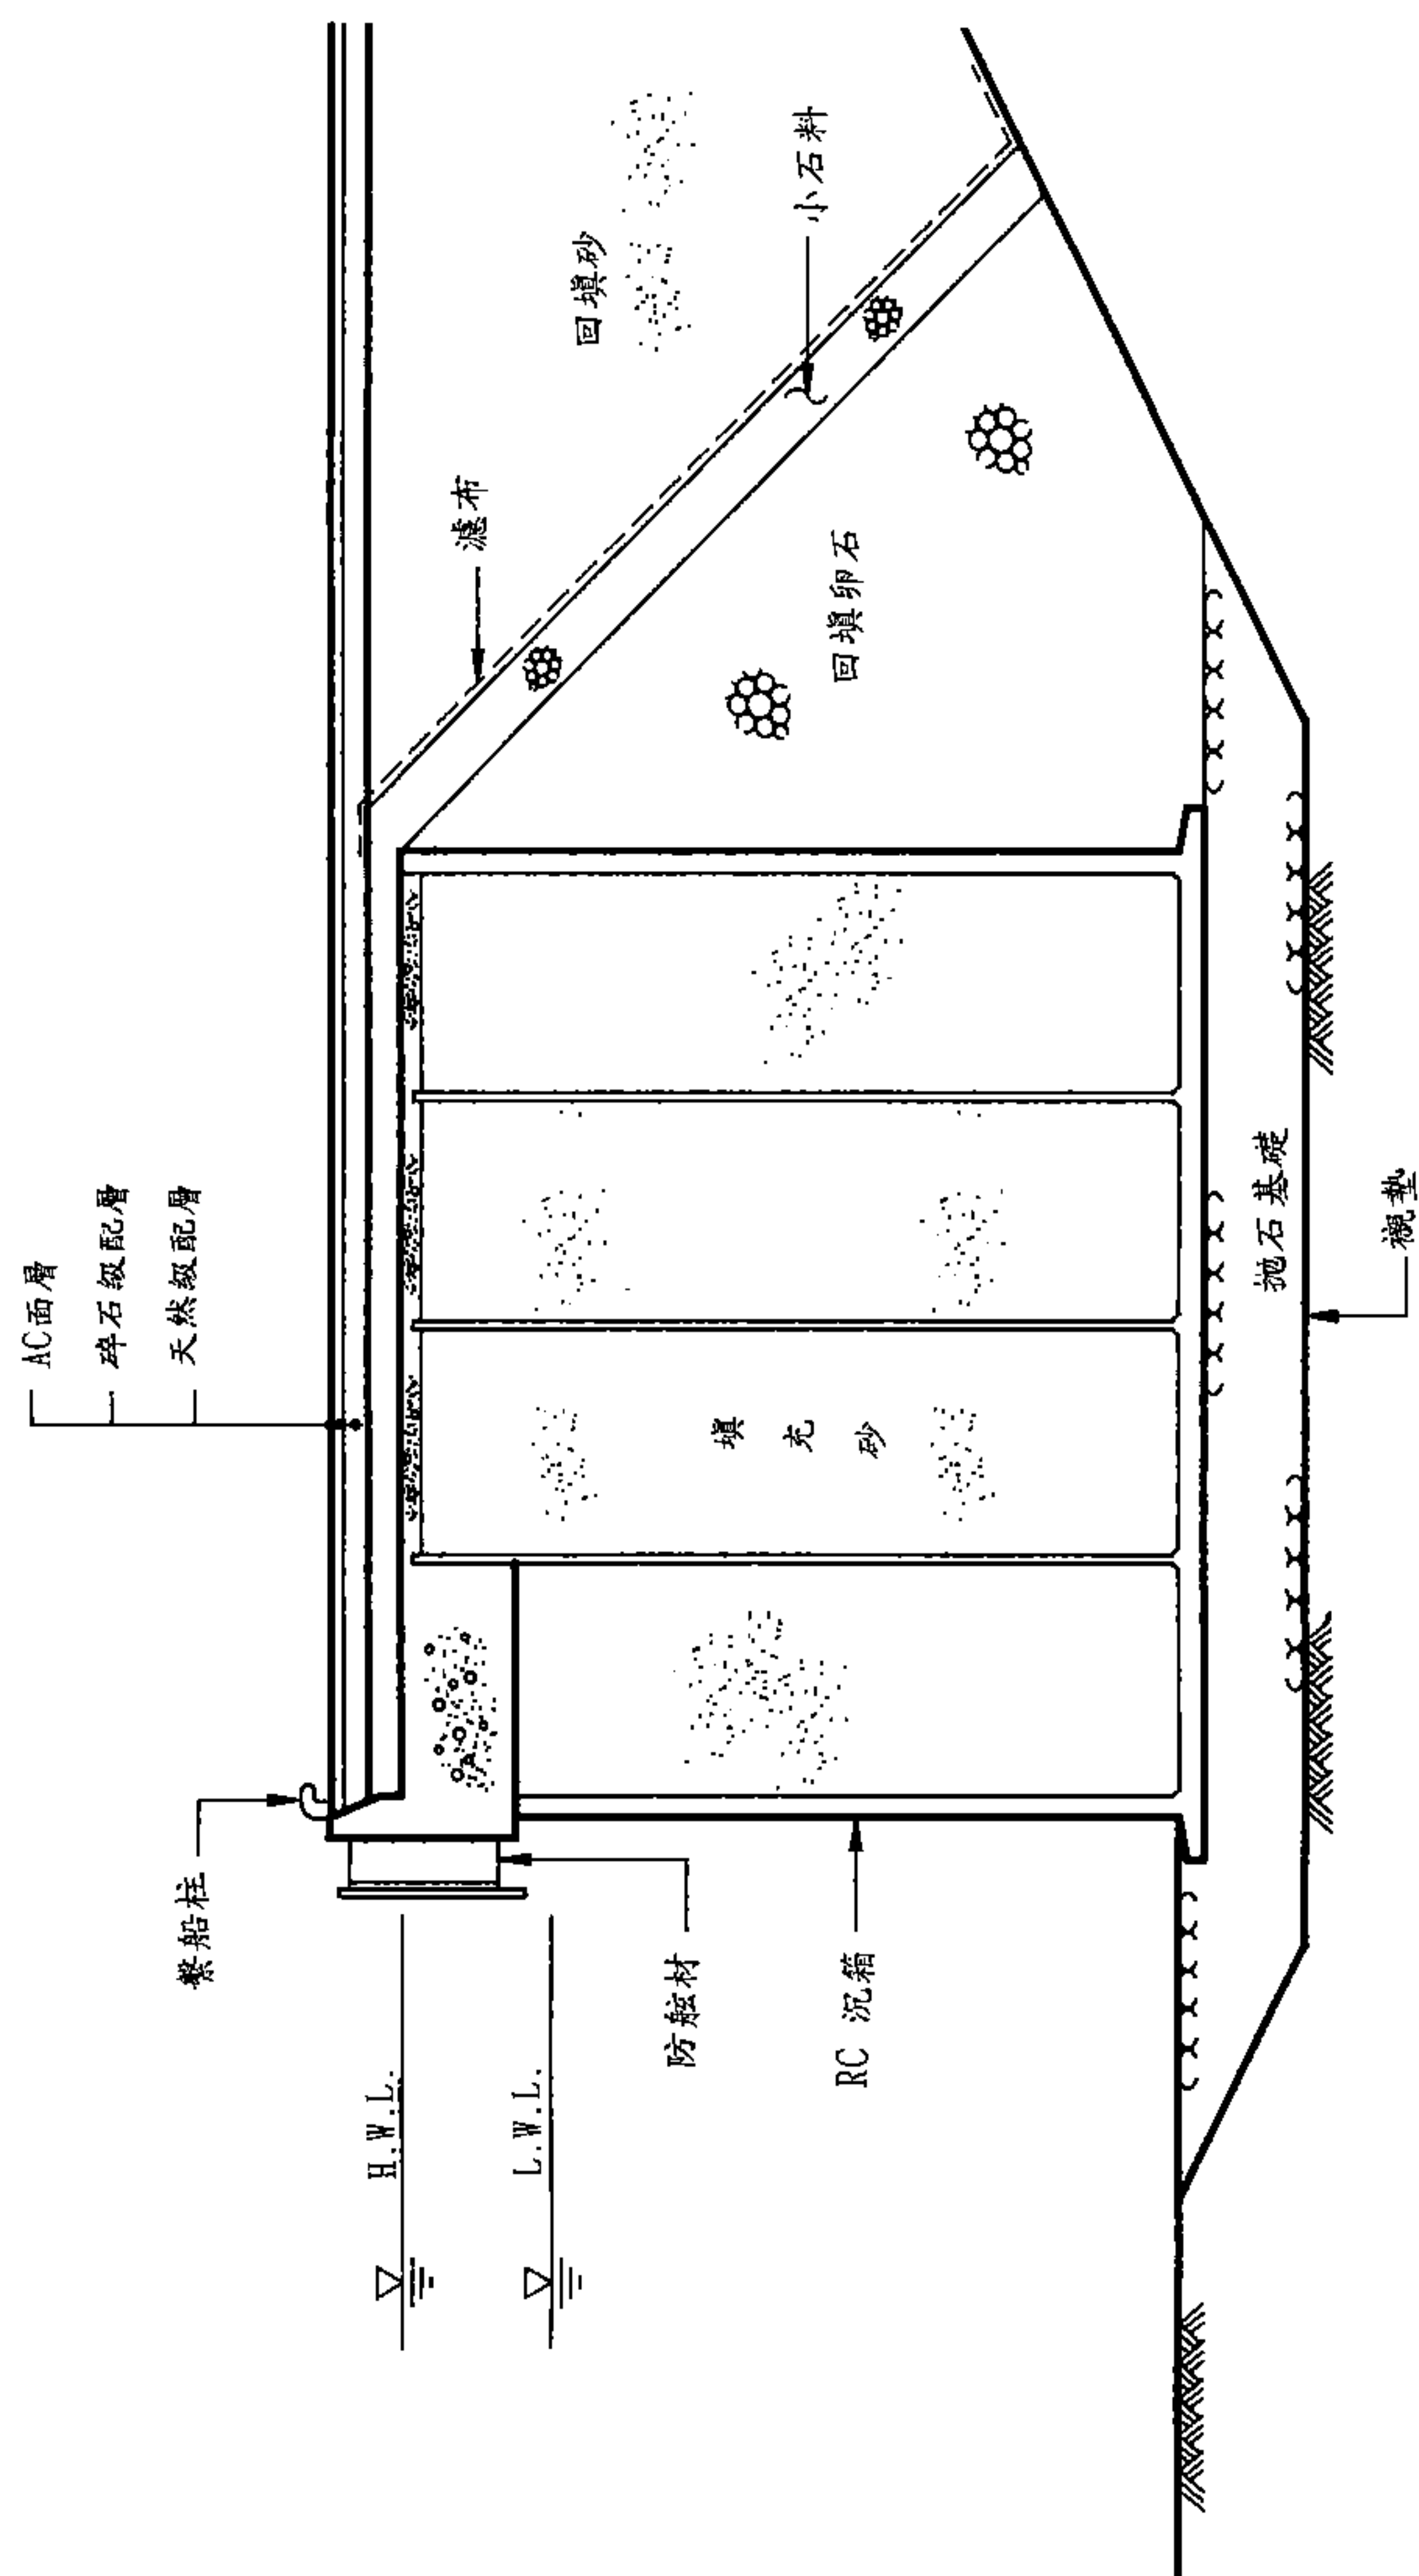 AC面層
碎石級配層
天然級配層
繫船柱
H.W.L.
L.W.L.
防舷材
RC 沉箱
填充砂
濾布
回填砂
小石料
回填卵石
拋石基礎
襯墊